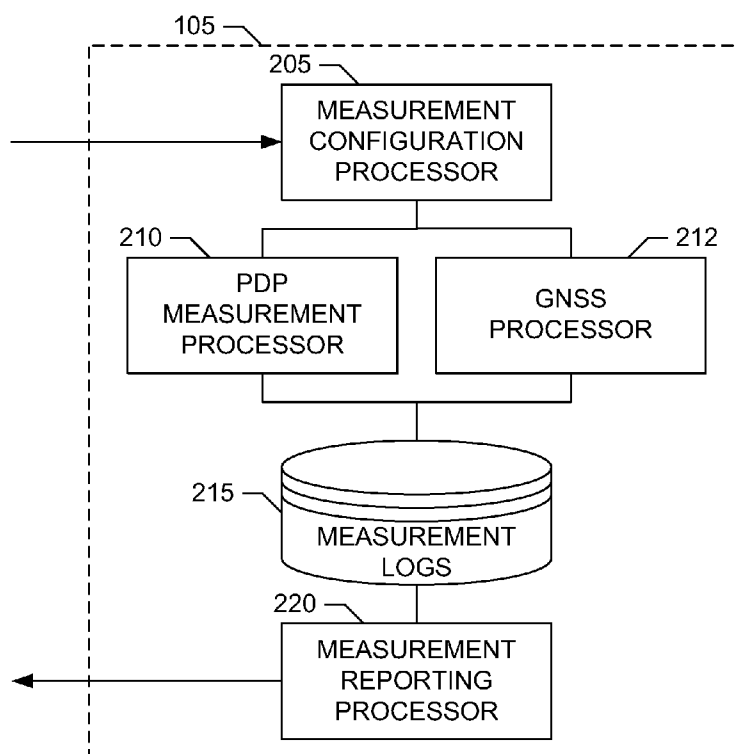 105
205
MEASUREMENT
CONFIGURATION
PROCESSOR
210
212
PDP
MEASUREMENT
PROCESSOR
GNSS
PROCESSOR
215
MEASUREMENT
LOGS
220
MEASUREMENT
REPORTING
PROCESSOR